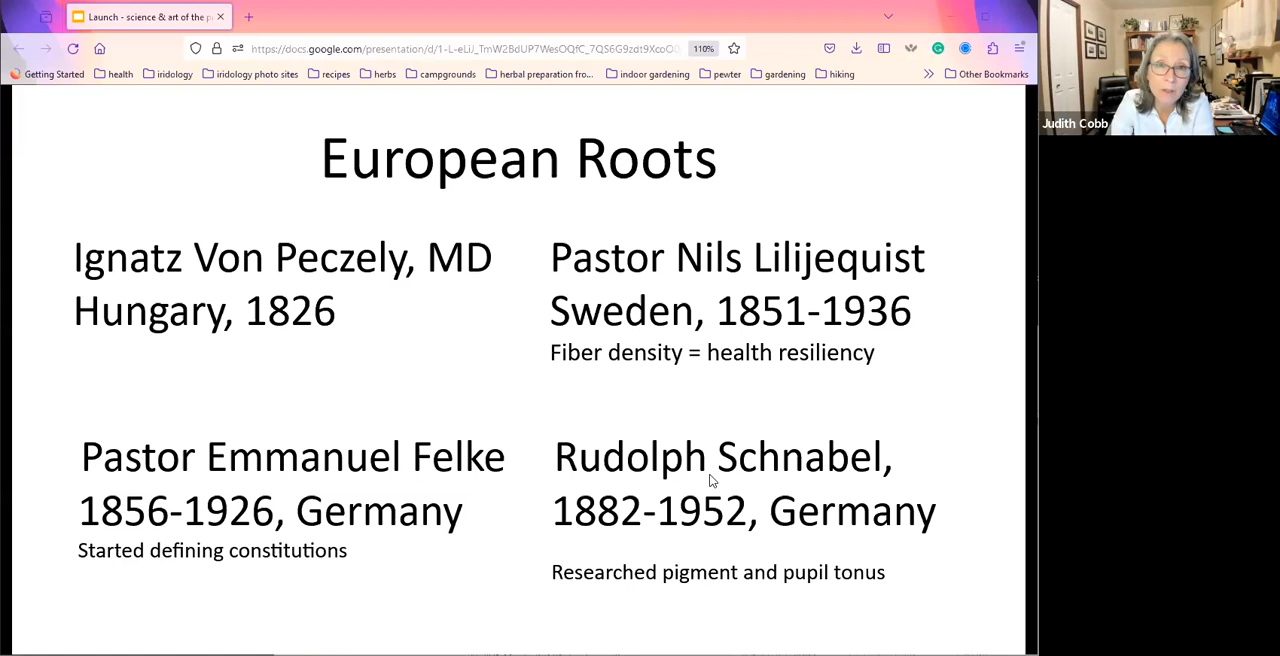 Launch - science & art of the p
https://docs.google.com/presentation/d/1-L-eLiJ_TmW2BdUP7WesOQfC_7QS6G9zdt9XcoO
110%
Getting Started health iridology iridology photo sites recipes herbs campgrounds herbal preparation fro... indoor gardening pewter gardening hiking Other Bookmarks
Judith Cobb
European Roots
Ignatz Von Peczely, MD
Hungary, 1826
Pastor Nils Lilijequist
Sweden, 1851-1936
Fiber density = health resiliency
Pastor Emmanuel Felke
1856-1926, Germany
Started defining constitutions
Rudolph Schnabel,
1882-1952, Germany
Researched pigment and pupil tonus